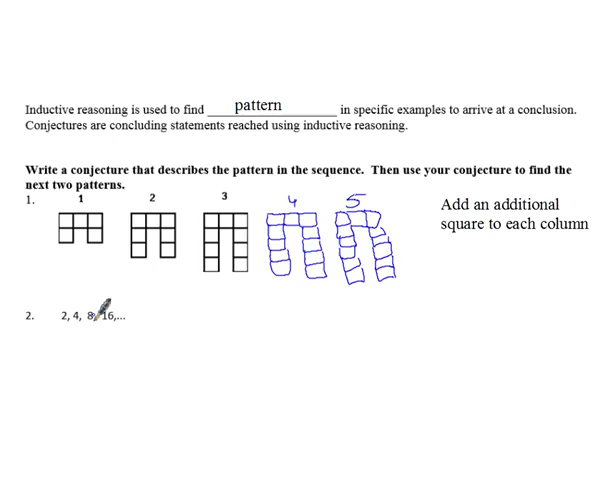 Inductive reasoning is used to find ____pattern________ in specific examples to arrive at a conclusion.
Conjectures are concluding statements reached using inductive reasoning.
Write a conjecture that describes the pattern in the sequence. Then use your conjecture to find the
next two patterns.
1. 1 2 3 4 5
Add an additional
square to each column
2. 2, 4, 8, 16,...